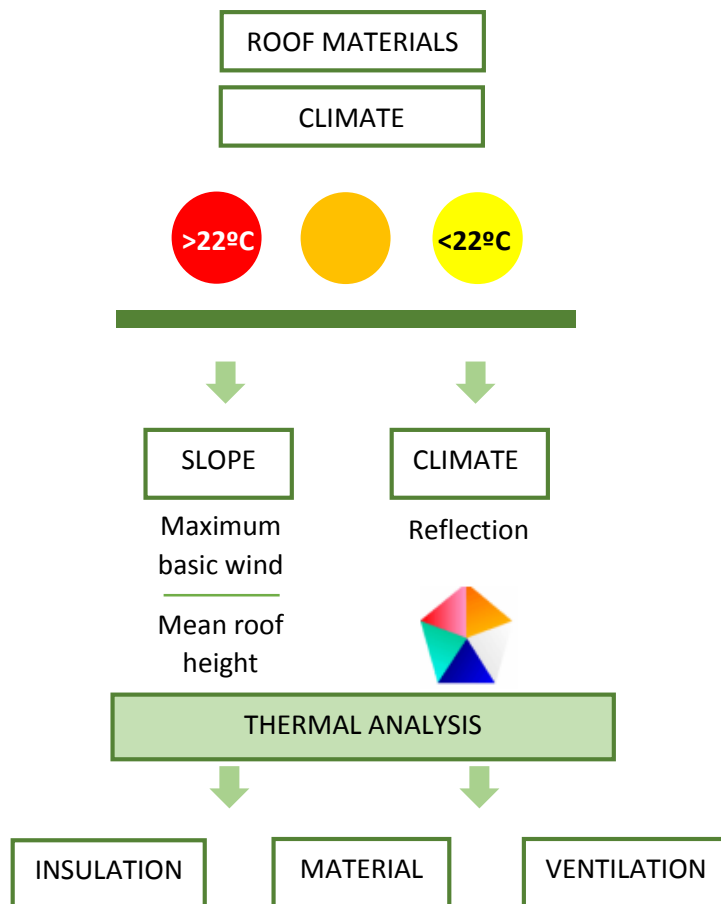 ROOF MATERIALS
CLIMATE
>22ºC
<22ºC
SLOPE
CLIMATE
Maximum
basic wind
Reflection
Mean roof
height
THERMAL ANALYSIS
INSULATION
MATERIAL
VENTILATION